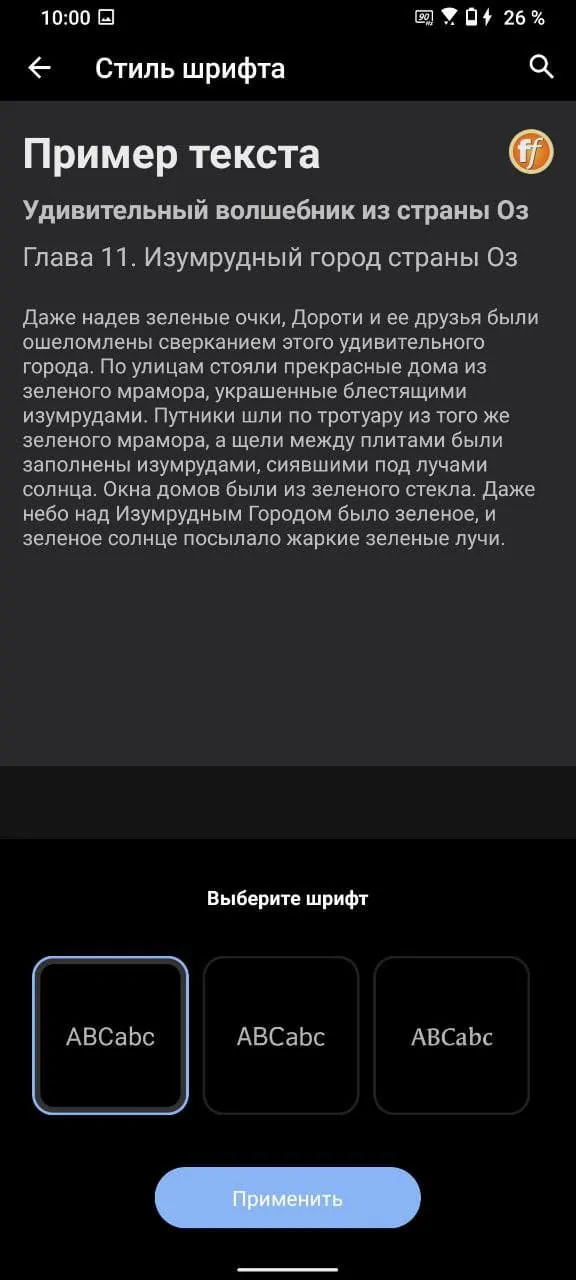 10:00 90Hz 26 %
Стиль шрифта
Пример текста
ff
Удивительный волшебник из страны Оз
Глава 11. Изумрудный город страны Оз
Даже надев зеленые очки, Дороти и ее друзья были
ошеломлены сверканием этого удивительного
города. По улицам стояли прекрасные дома из
зеленого мрамора, украшенные блестящими
изумрудами. Путники шли по тротуару из того же
зеленого мрамора, а щели между плитами были
заполнены изумрудами, сиявшими под лучами
солнца. Окна домов были из зеленого стекла. Даже
небо над Изумрудным Городом было зеленое, и
зеленое солнце посылало жаркие зеленые лучи.
Выберите шрифт
ABCabc ABCabc ABCabc
Применить